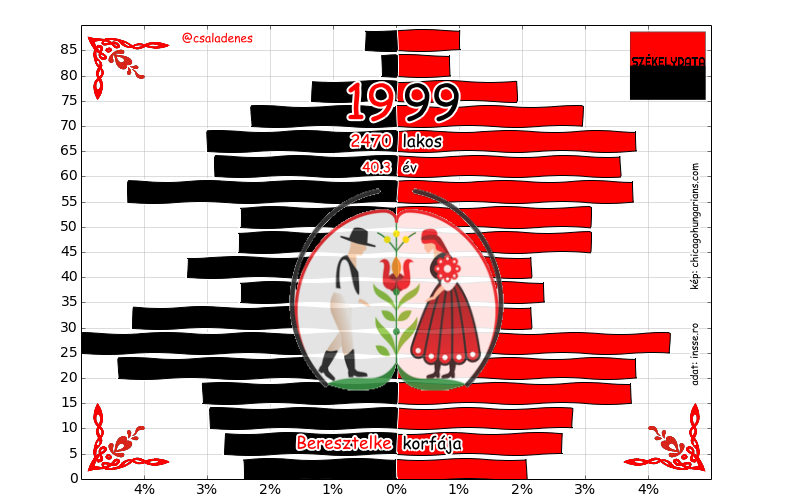 @csaladenes
SZÉKELYDATA
1999
2470 lakos
40.3 év
kép: chicagohungarians.com
adat: insse.ro
Beresztelke korfája
85
80
75
70
65
60
55
50
45
40
35
30
25
20
15
10
5
0
4% 3% 2% 1% 0% 1% 2% 3% 4%